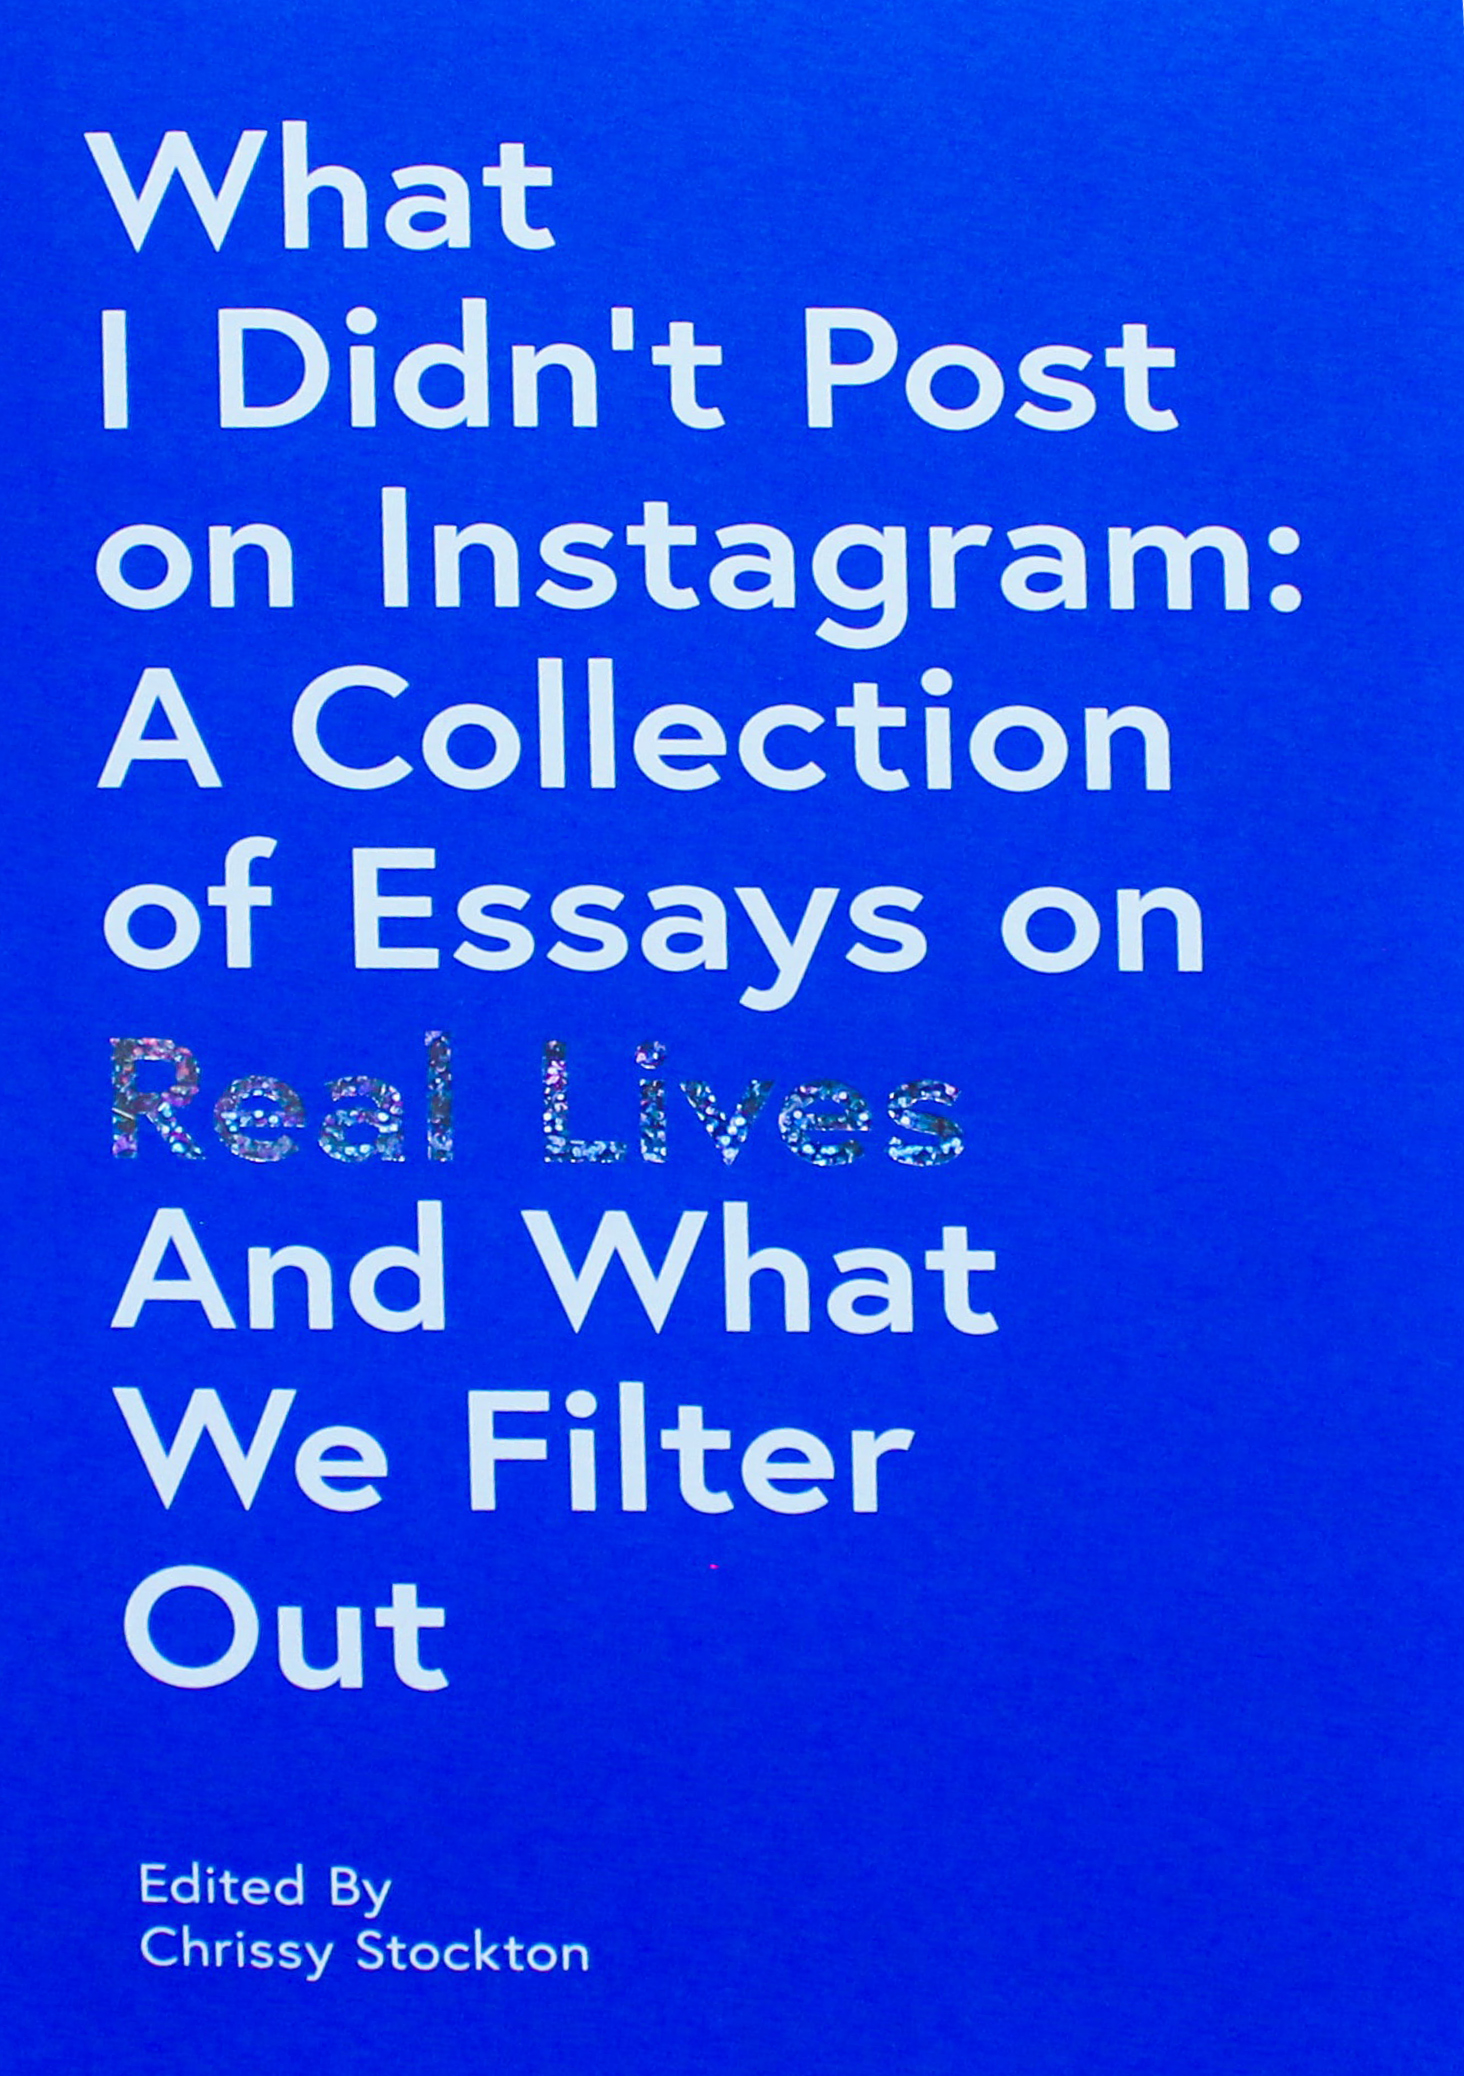 What
I Didn't Post
on Instagram:
A Collection
of Essays on
Real Lives
And What
We Filter
Out
Edited By
Chrissy Stockton